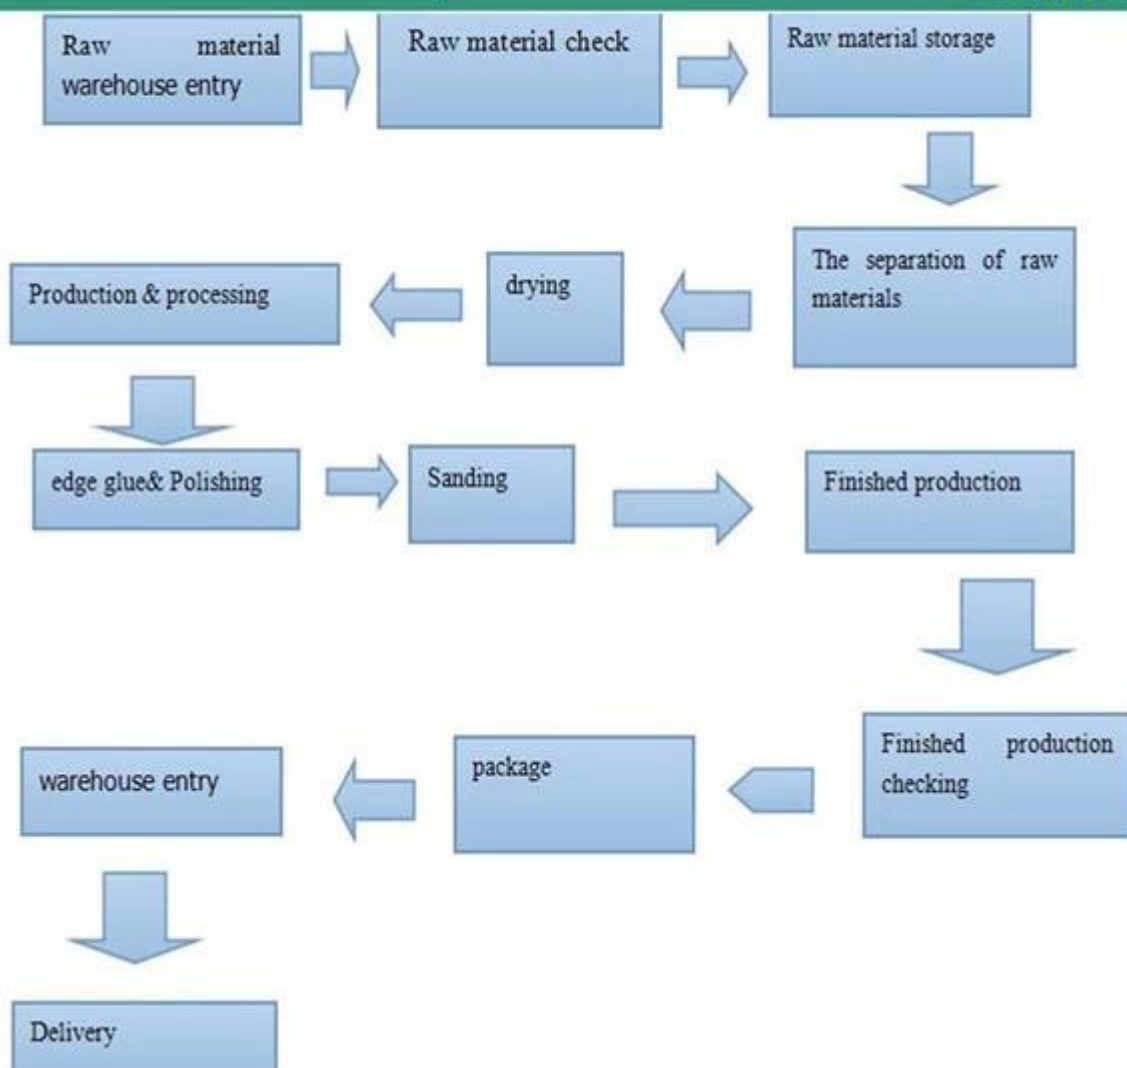 Raw material
warehouse entry
Raw material check
Raw material storage
The separation of raw
materials
drying
Production & processing
edge glue& Polishing
Sanding
Finished production
Finished production
checking
package
warehouse entry
Delivery